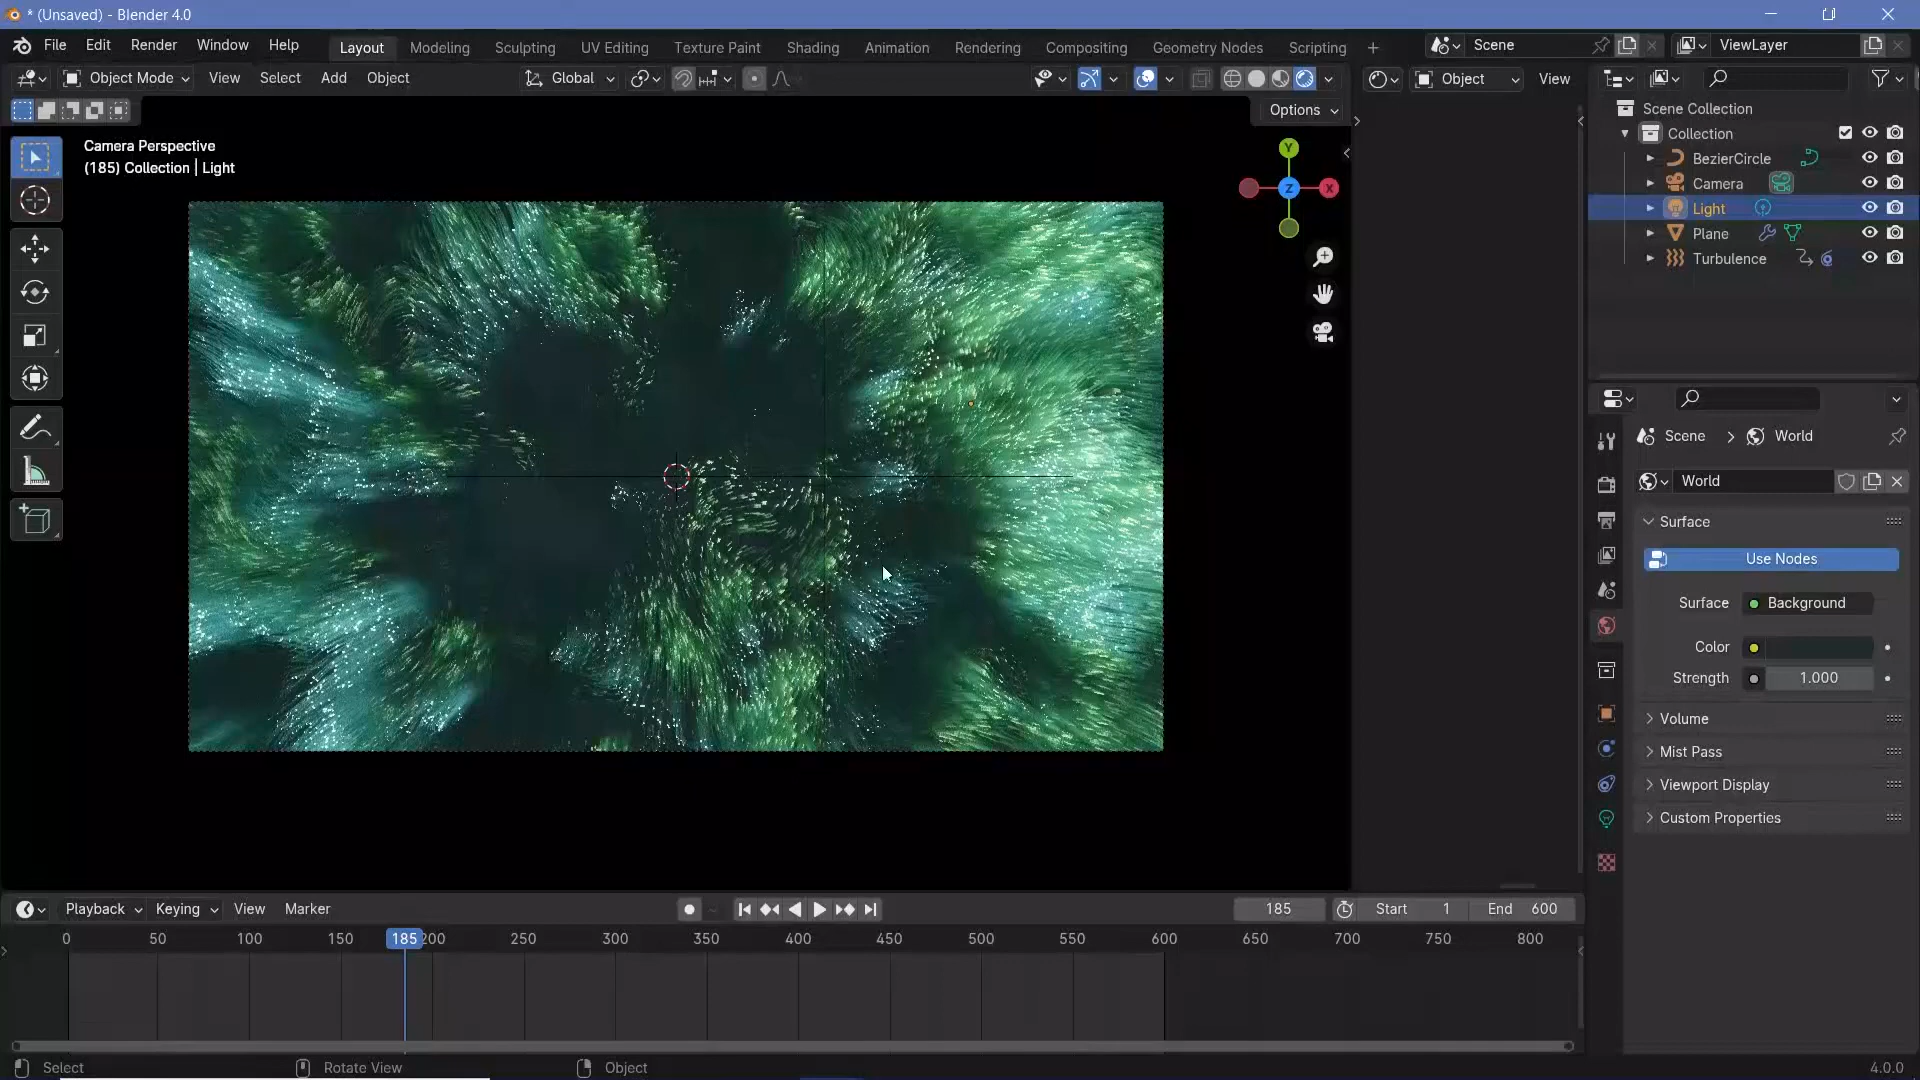 * (Unsaved) - Blender 4.0
File Edit Render Window Help Layout Modeling Sculpting UV Editing Texture Paint Shading Animation Rendering Compositing Geometry Nodes Scripting + Scene ViewLayer
Object Mode View Select Add Object Global Object View
Options
Camera Perspective
(185) Collection | Light
Y
Z X
Scene Collection
Collection
BezierCircle
Camera
Light
Plane
Turbulence
Scene > World
World
Surface
Use Nodes
Surface Background
Color
Strength 1.000
Volume
Mist Pass
Viewport Display
Custom Properties
Playback Keying View Marker 185 Start 1 End 600
0 50 100 150 185 200 250 300 350 400 450 500 550 600 650 700 750 800
Select Rotate View Object 4.0.0